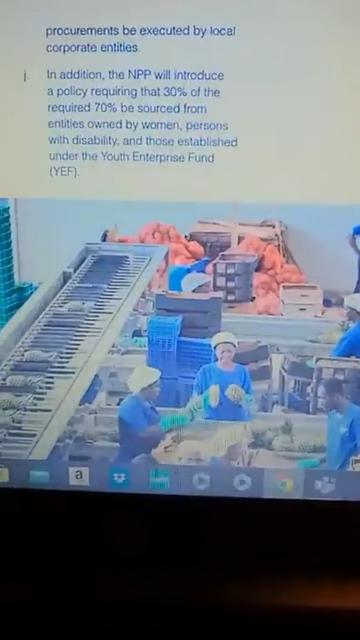 procurements be executed by local
corporate entities.
j. In addition, the NPP will introduce
a policy requiring that 30% of the
required 70% be sourced from
entities owned by women, persons
with disability, and those established
under the Youth Enterprise Fund
(YEF).
a